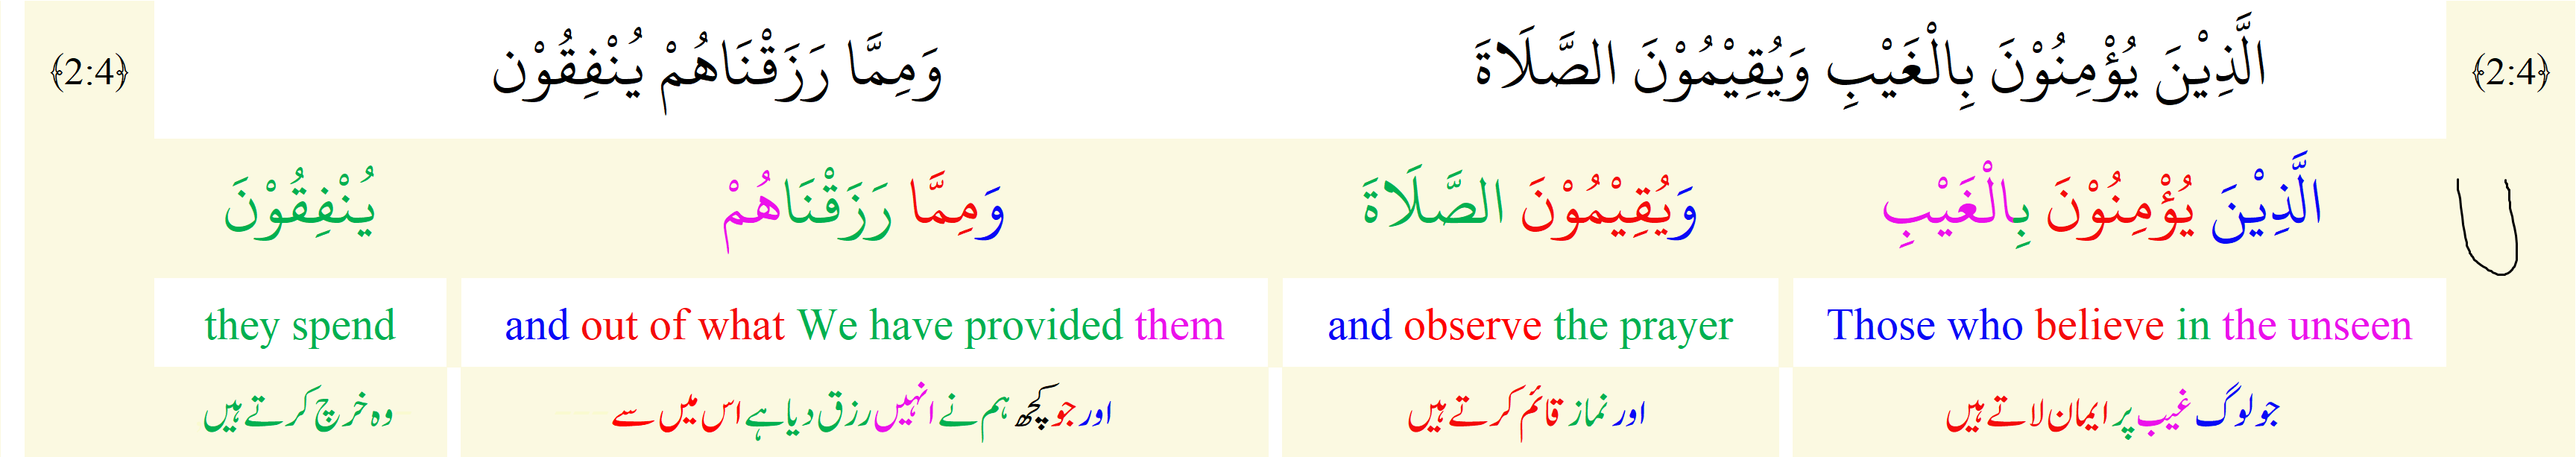 ﴿2:4﴾ الَّذِيْنَ يُؤْمِنُوْنَ بِالْغَيْبِ وَيُقِيْمُوْنَ الصَّلَاةَ وَمِمَّا رَزَقْنَاهُمْ يُنْفِقُوْن ﴿2:4﴾
الَّذِيْنَ يُؤْمِنُوْنَ بِالْغَيْبِ وَيُقِيْمُوْنَ الصَّلَاةَ وَمِمَّا رَزَقْنَاهُمْ يُنْفِقُوْنَ
they spend and out of what We have provided them and observe the prayer Those who believe in the unseen
جو لوگ غیب پر ایمان لاتے ہیں اور نماز قائم کرتے ہیں اور جو کچھ ہم نے انہیں رزق دیا ہے اس میں سے وہ خرچ کرتے ہیں